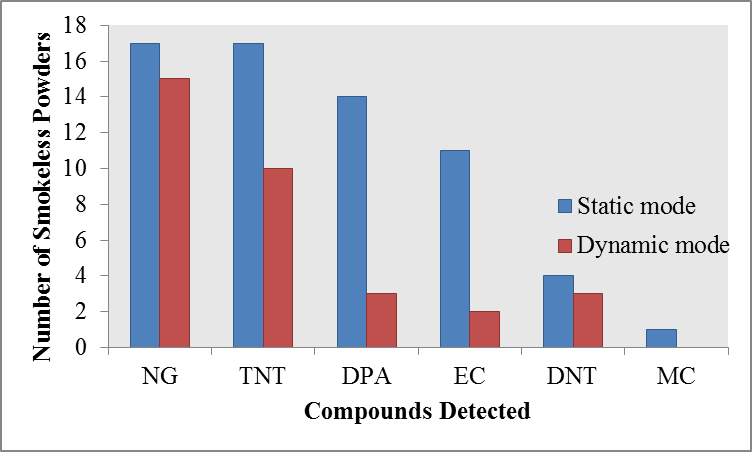 Number of Smokeless Powders
18
16
14
12
10
8
6
4
2
0
Static mode
Dynamic mode
NG TNT DPA EC DNT MC
Compounds Detected